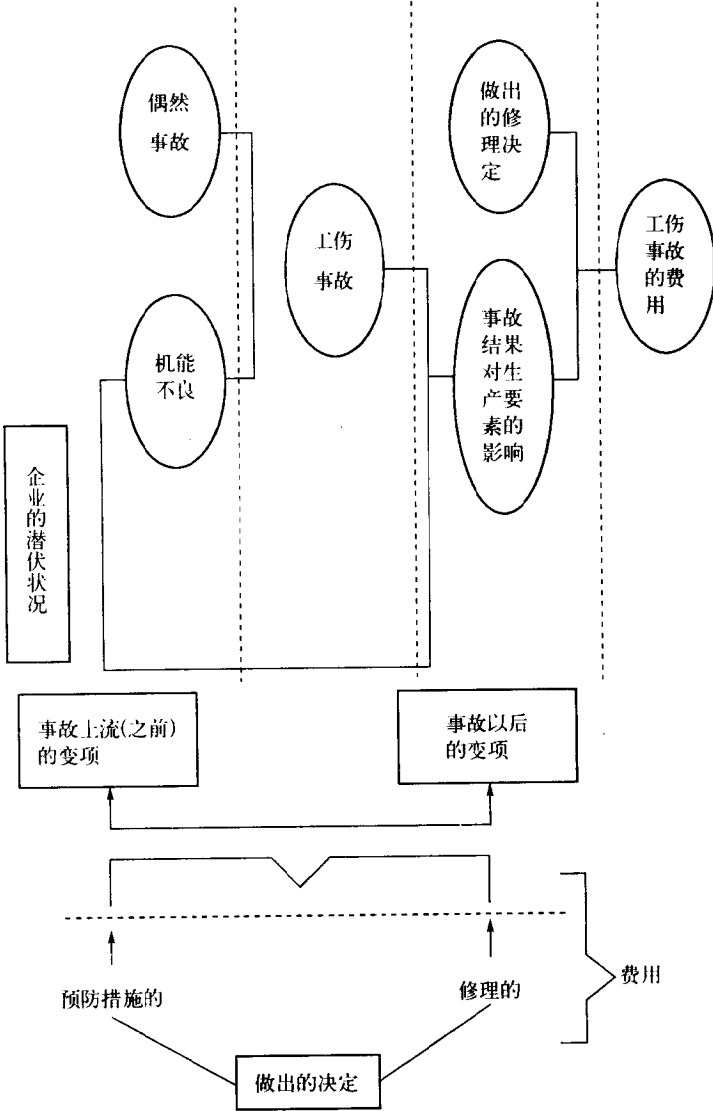 偶然
事故
做出
的修
理决
定
工伤
事故
工伤
事故
的费
用
机能
不良
事故
结果
对生
产要
素的
影响
企业的潜伏状况
事故上流(之前)
的变项
事故以后
的变项
预防措施的
修理的
费用
做出的决定